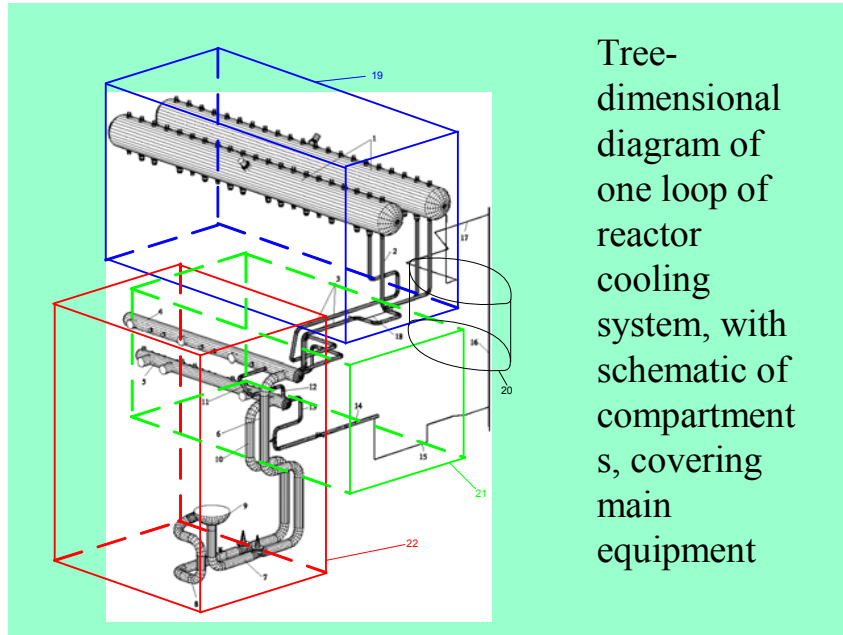 Tree-
dimensional
diagram of
one loop of
reactor
cooling
system, with
schematic of
compartment
s, covering
main
equipment
19
1
2
17
3
4
18
16
5
20
12
11
13
14
6
10
15
21
9
22
7
8